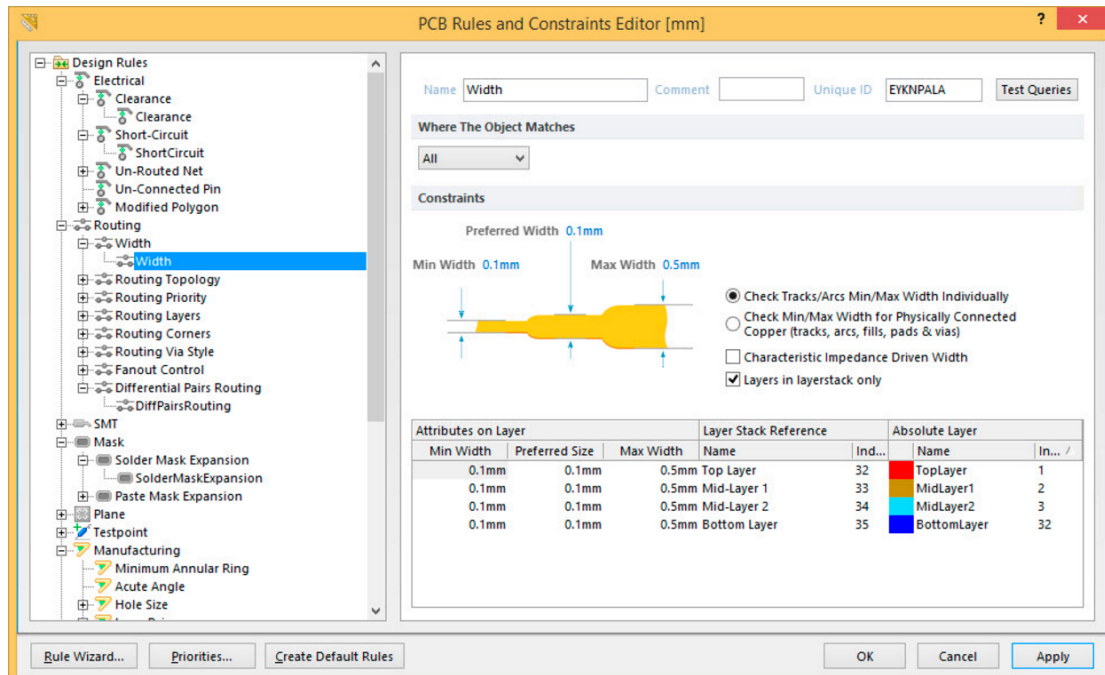 PCB Rules and Constraints Editor [mm]
? ×
Design Rules
Electrical
Clearance
Clearance
Short-Circuit
ShortCircuit
Un-Routed Net
Un-Connected Pin
Modified Polygon
Routing
Width
Width
Routing Topology
Routing Priority
Routing Layers
Routing Corners
Routing Via Style
Fanout Control
Differential Pairs Routing
DiffPairsRouting
SMT
Mask
Solder Mask Expansion
SolderMaskExpansion
Paste Mask Expansion
Plane
Testpoint
Manufacturing
Minimum Annular Ring
Acute Angle
Hole Size
Name Width Comment Unique ID EYKNPALA Test Queries
Where The Object Matches
All
Constraints
Preferred Width 0.1mm
Min Width 0.1mm Max Width 0.5mm
Check Tracks/Arcs Min/Max Width Individually
Check Min/Max Width for Physically Connected
Copper (tracks, arcs, fills, pads & vias)
Characteristic Impedance Driven Width
Layers in layerstack only
Attributes on Layer Layer Stack Reference Absolute Layer
Min Width Preferred Size Max Width Name Ind... Name In...
0.1mm 0.1mm 0.5mm Top Layer 32 TopLayer 1
0.1mm 0.1mm 0.5mm Mid-Layer 1 33 MidLayer1 2
0.1mm 0.1mm 0.5mm Mid-Layer 2 34 MidLayer2 3
0.1mm 0.1mm 0.5mm Bottom Layer 35 BottomLayer 32
Rule Wizard... Priorities... Create Default Rules OK Cancel Apply